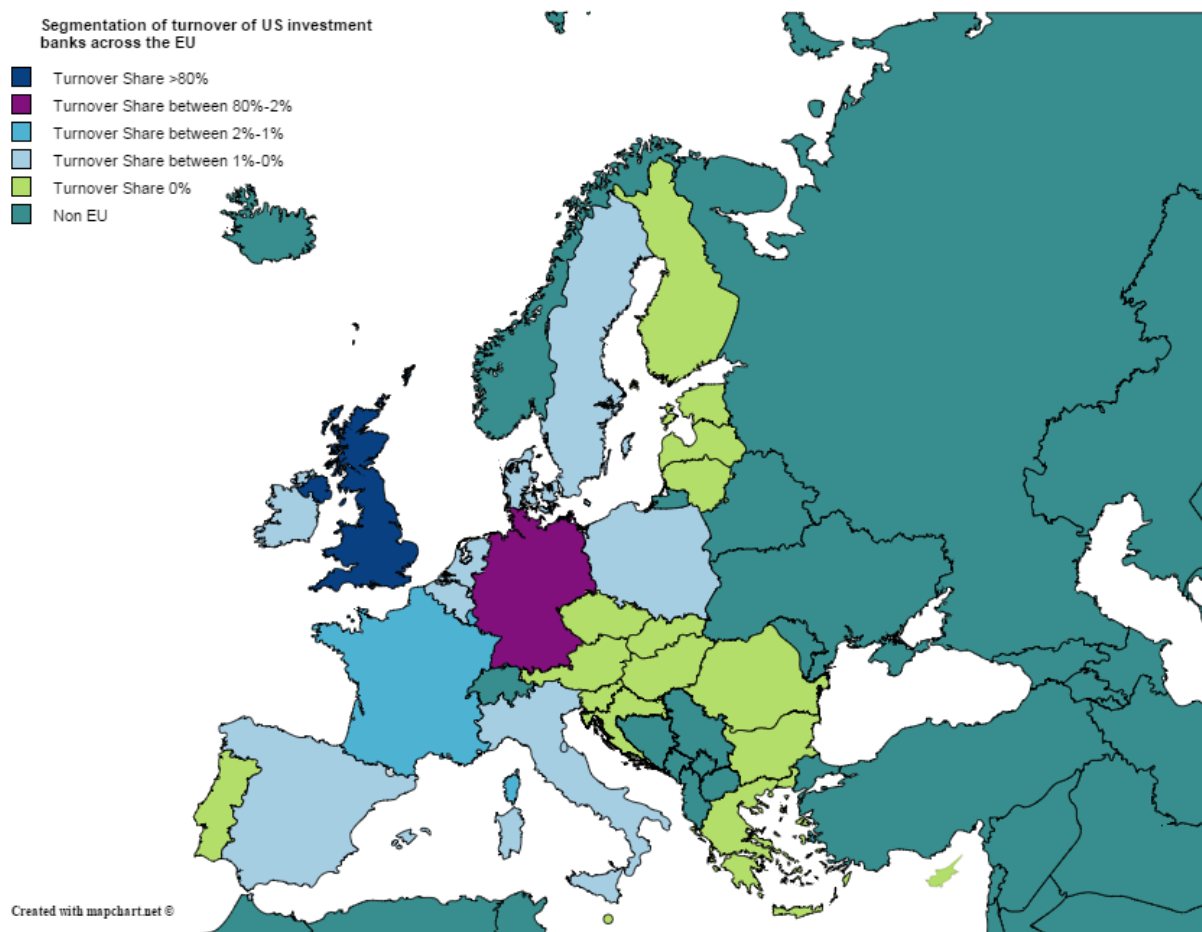 Segmentation of turnover of US investment
banks across the EU
Turnover Share >80%
Turnover Share between 80%-2%
Turnover Share between 2%-1%
Turnover Share between 1%-0%
Turnover Share 0%
Non EU
Created with mapchart.net ©